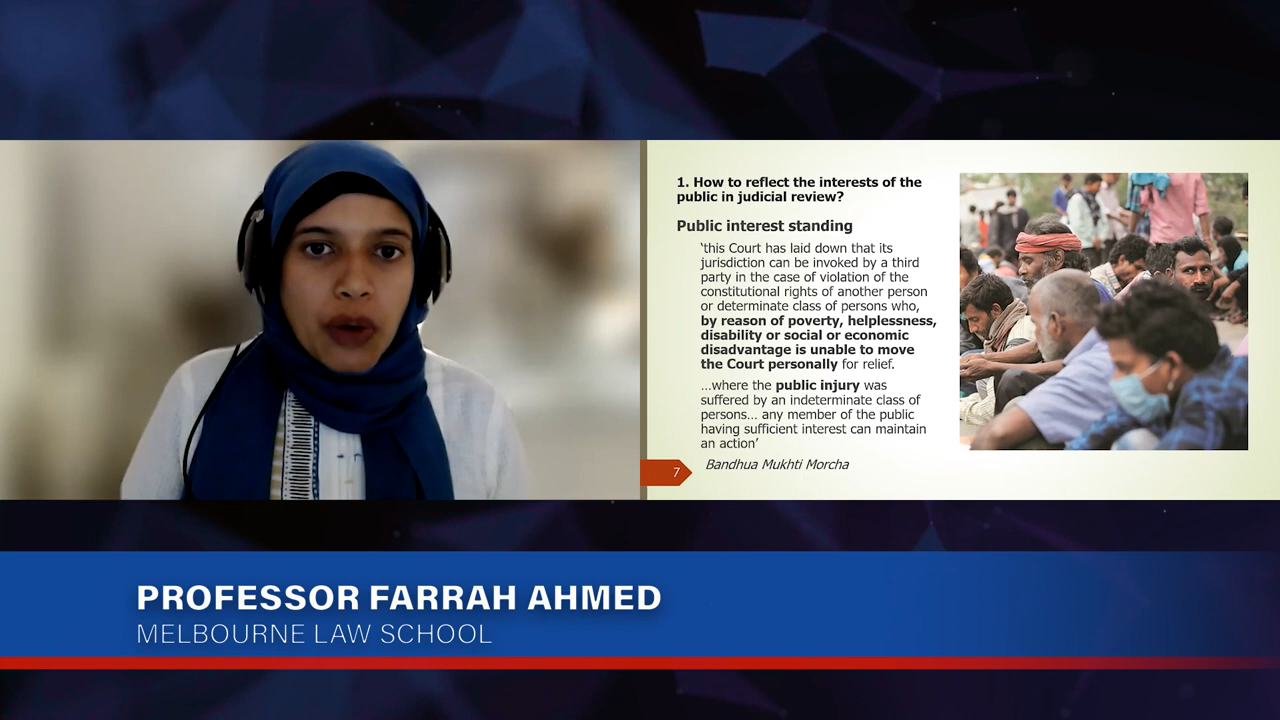 1. How to reflect the interests of the
public in judicial review?
Public interest standing
‘this Court has laid down that its
jurisdiction can be invoked by a third
party in the case of violation of the
constitutional rights of another person
or determinate class of persons who,
by reason of poverty, helplessness,
disability or social or economic
disadvantage is unable to move
the Court personally for relief.
…where the public injury was
suffered by an indeterminate class of
persons… any member of the public
having sufficient interest can maintain
an action’
Bandhua Mukhti Morcha
7
PROFESSOR FARRAH AHMED
MELBOURNE LAW SCHOOL